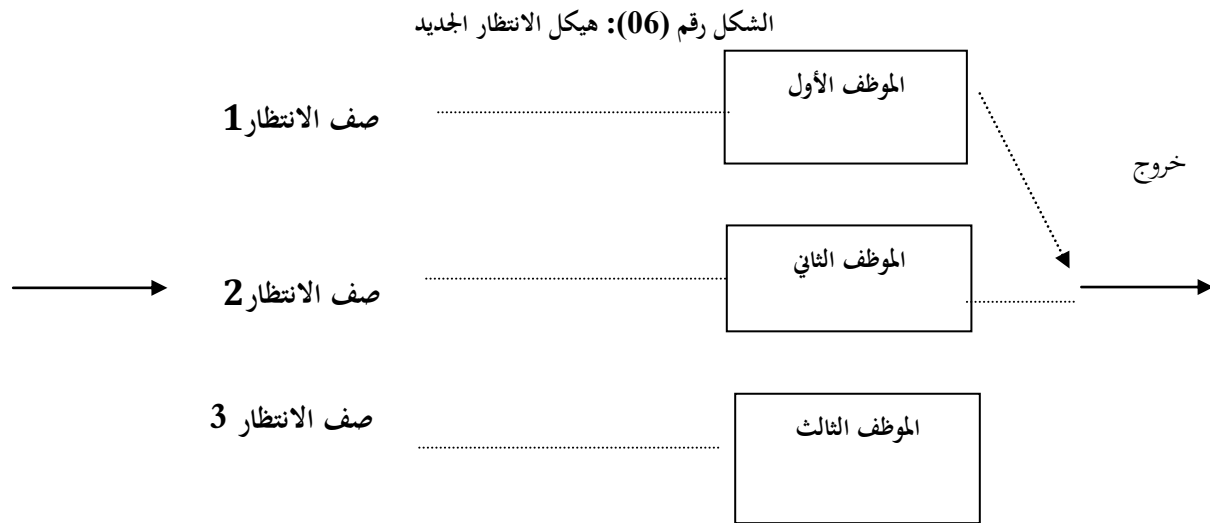 الشكل رقم (06): هيكل الانتظار الجديد
الموظف الأول
صف الانتظار1
خروج
الموظف الثاني
صف الانتظار2
الموظف الثالث
صف الانتظار 3